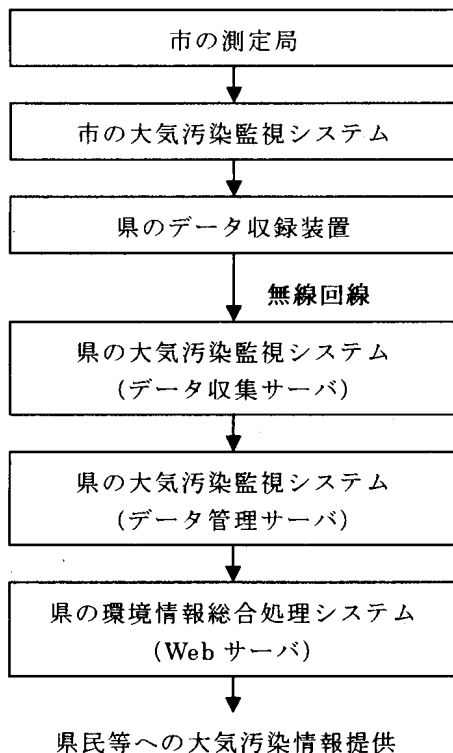 市の測定局
市の大気汚染監視システム
県のデータ収録装置
無線回線
県の大気汚染監視システム
(データ収集サーバ)
県の大気汚染監視システム
(データ管理サーバ)
県の環境情報総合処理システム
(Web サーバ)
県民等への大気汚染情報提供